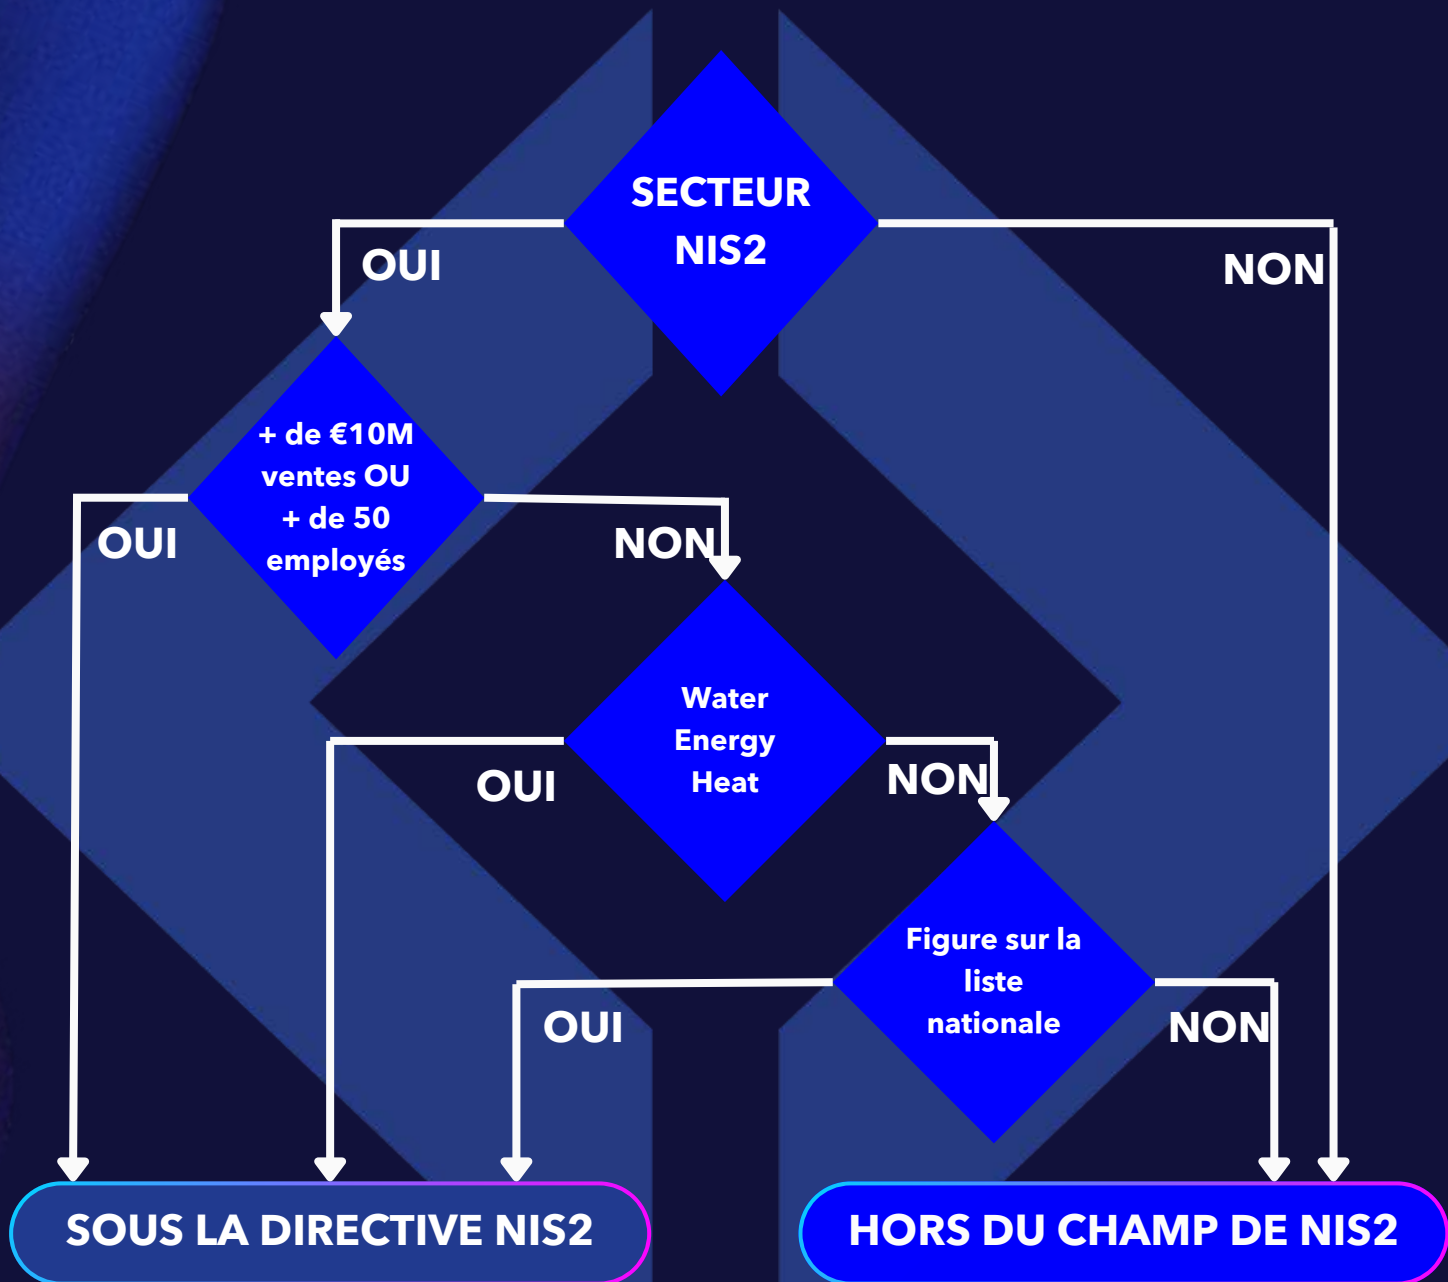 SECTEUR
NIS2
OUI
NON
+ de €10M
ventes OU
+ de 50
employés
OUI
NON
Water
Energy
Heat
OUI
NON
Figure sur la
liste
nationale
OUI
NON
SOUS LA DIRECTIVE NIS2
HORS DU CHAMP DE NIS2